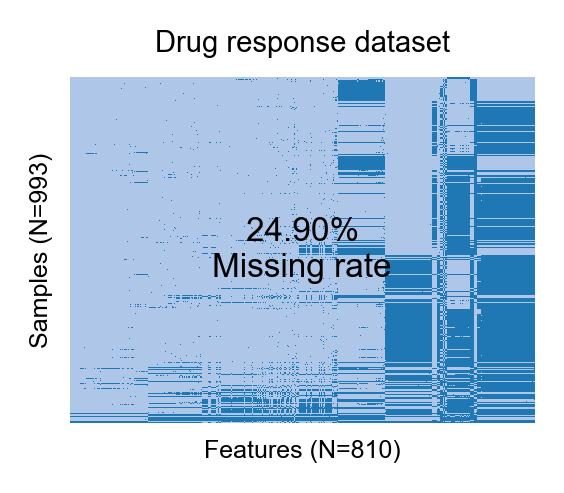 Drug response dataset
Samples (N=993)
24.90%
Missing rate
Features (N=810)